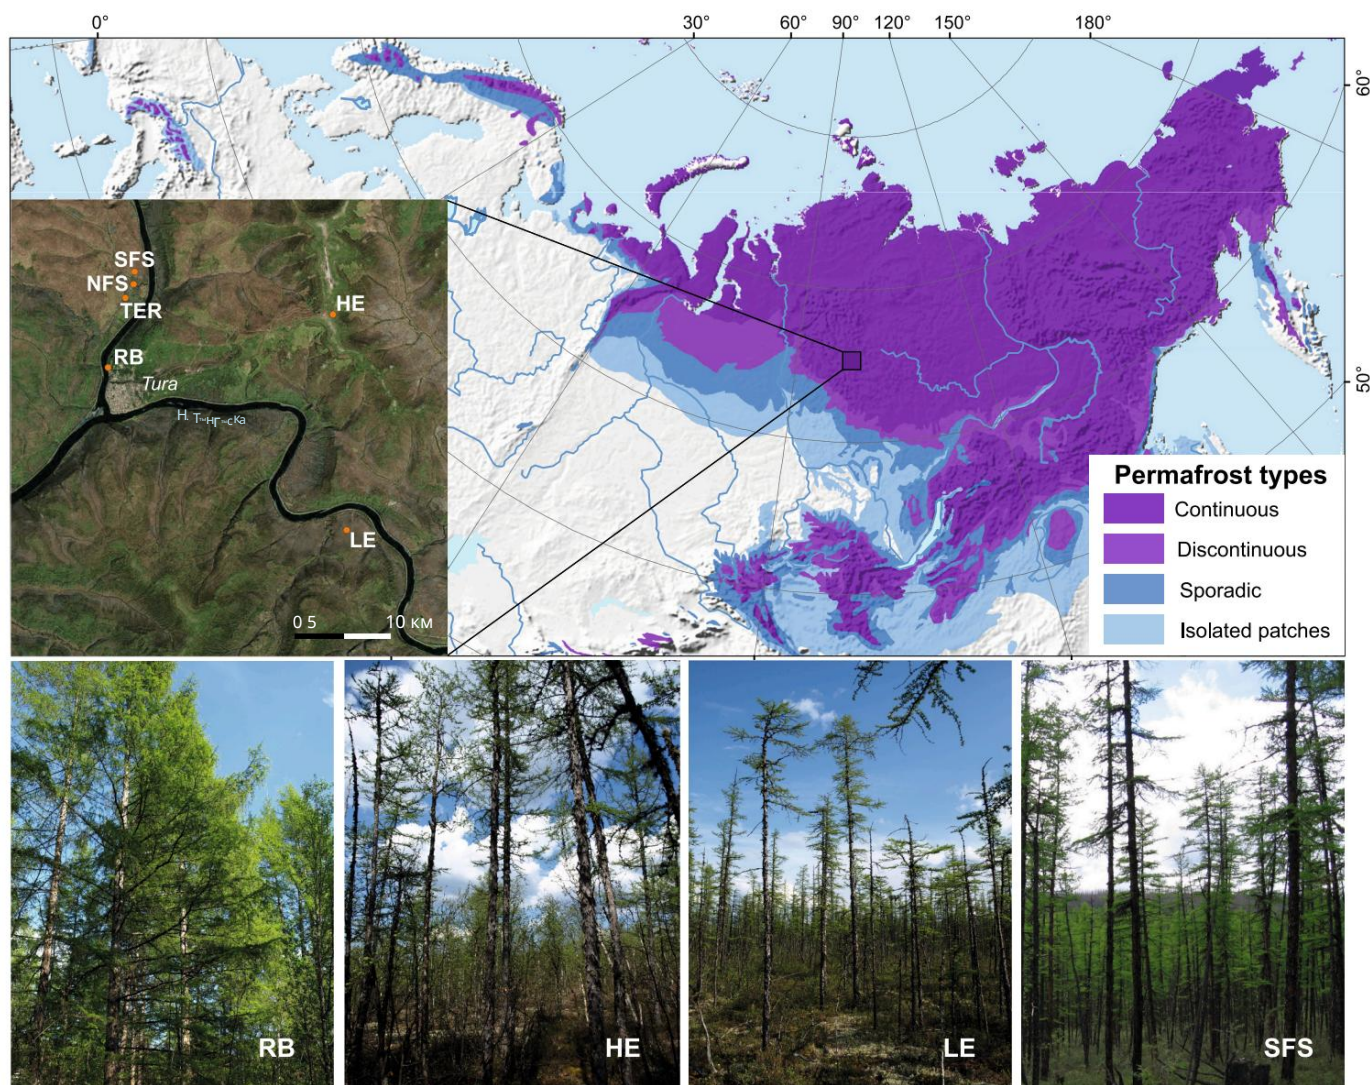 0° 30° 60° 90° 120° 150° 180°
60°
50°
SFS
NFS
TER
HE
RB
Tura
LE
0 5 10 км
Permafrost types
Continuous
Discontinuous
Sporadic
Isolated patches
RB HE LE SFS